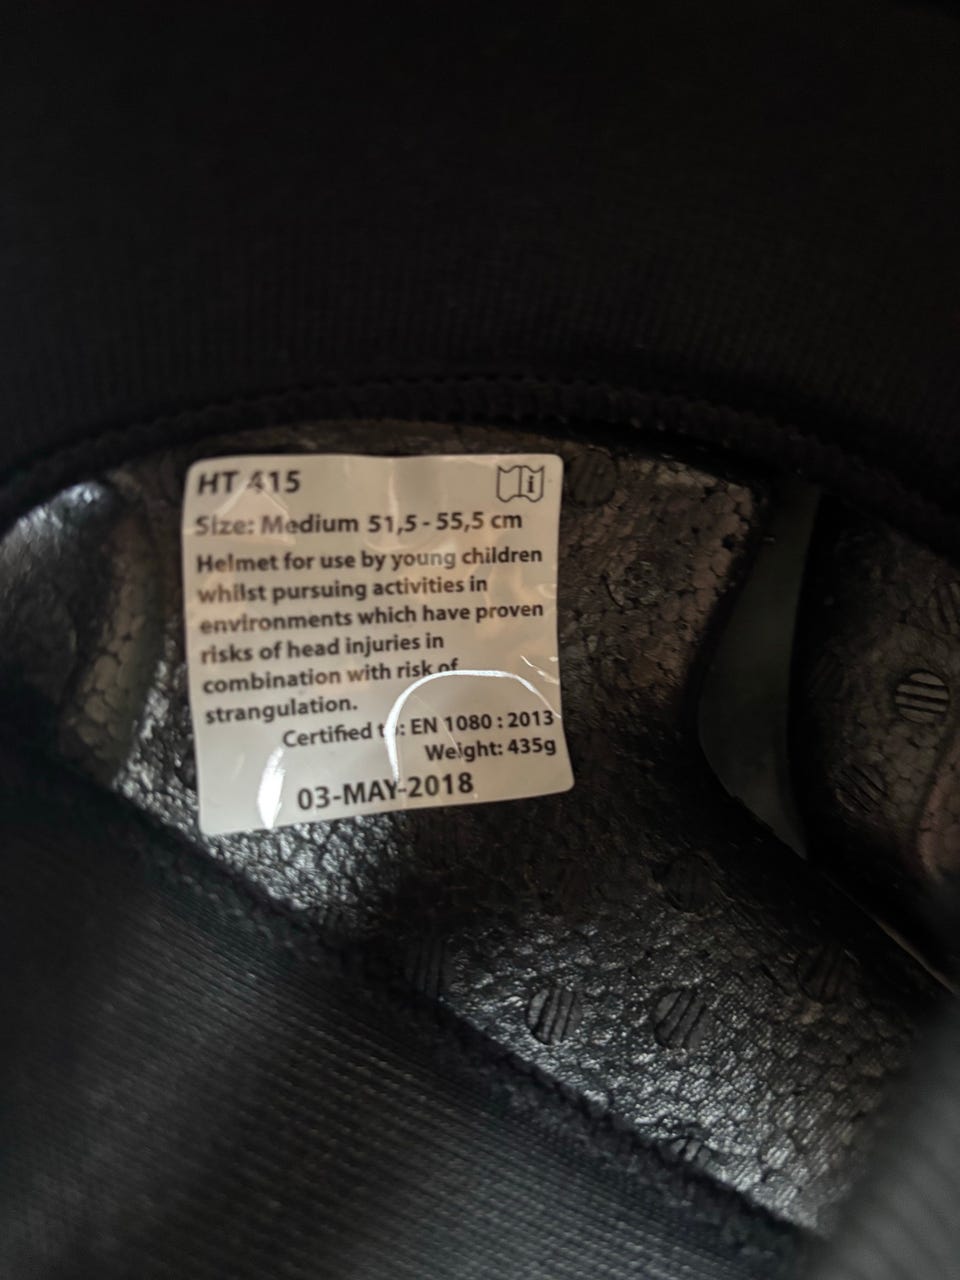 HT 415
Size: Medium 51,5 - 55,5 cm
Helmet for use by young children
whilst pursuing activities in
environments which have proven
risks of head injuries in
combination with risk of
strangulation.
Certified to: EN 1080 : 2013
Weight: 435g
03-MAY-2018